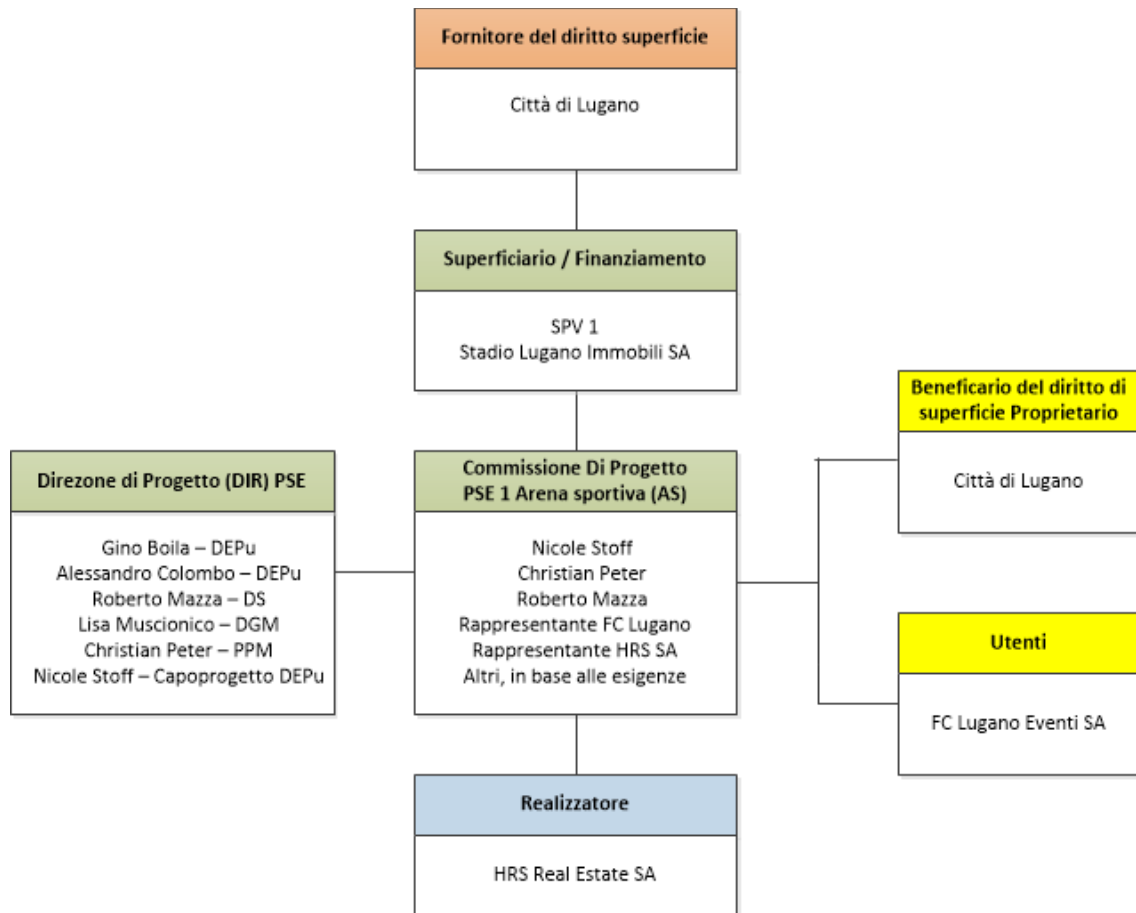 Fornitore del diritto superficie
Città di Lugano
Superficiario / Finanziamento
SPV 1
Stadio Lugano Immobili SA
Direzone di Progetto (DIR) PSE
Gino Boila – DEPu
Alessandro Colombo – DEPu
Roberto Mazza – DS
Lisa Muscionico – DGM
Christian Peter – PPM
Nicole Stoff – Capoprogetto DEPu
Commissione Di Progetto
PSE 1 Arena sportiva (AS)
Nicole Stoff
Christian Peter
Roberto Mazza
Rappresentante FC Lugano
Rappresentante HRS SA
Altri, in base alle esigenze
Beneficario del diritto di
superficie Proprietario
Città di Lugano
Utenti
FC Lugano Eventi SA
Realizzatore
HRS Real Estate SA